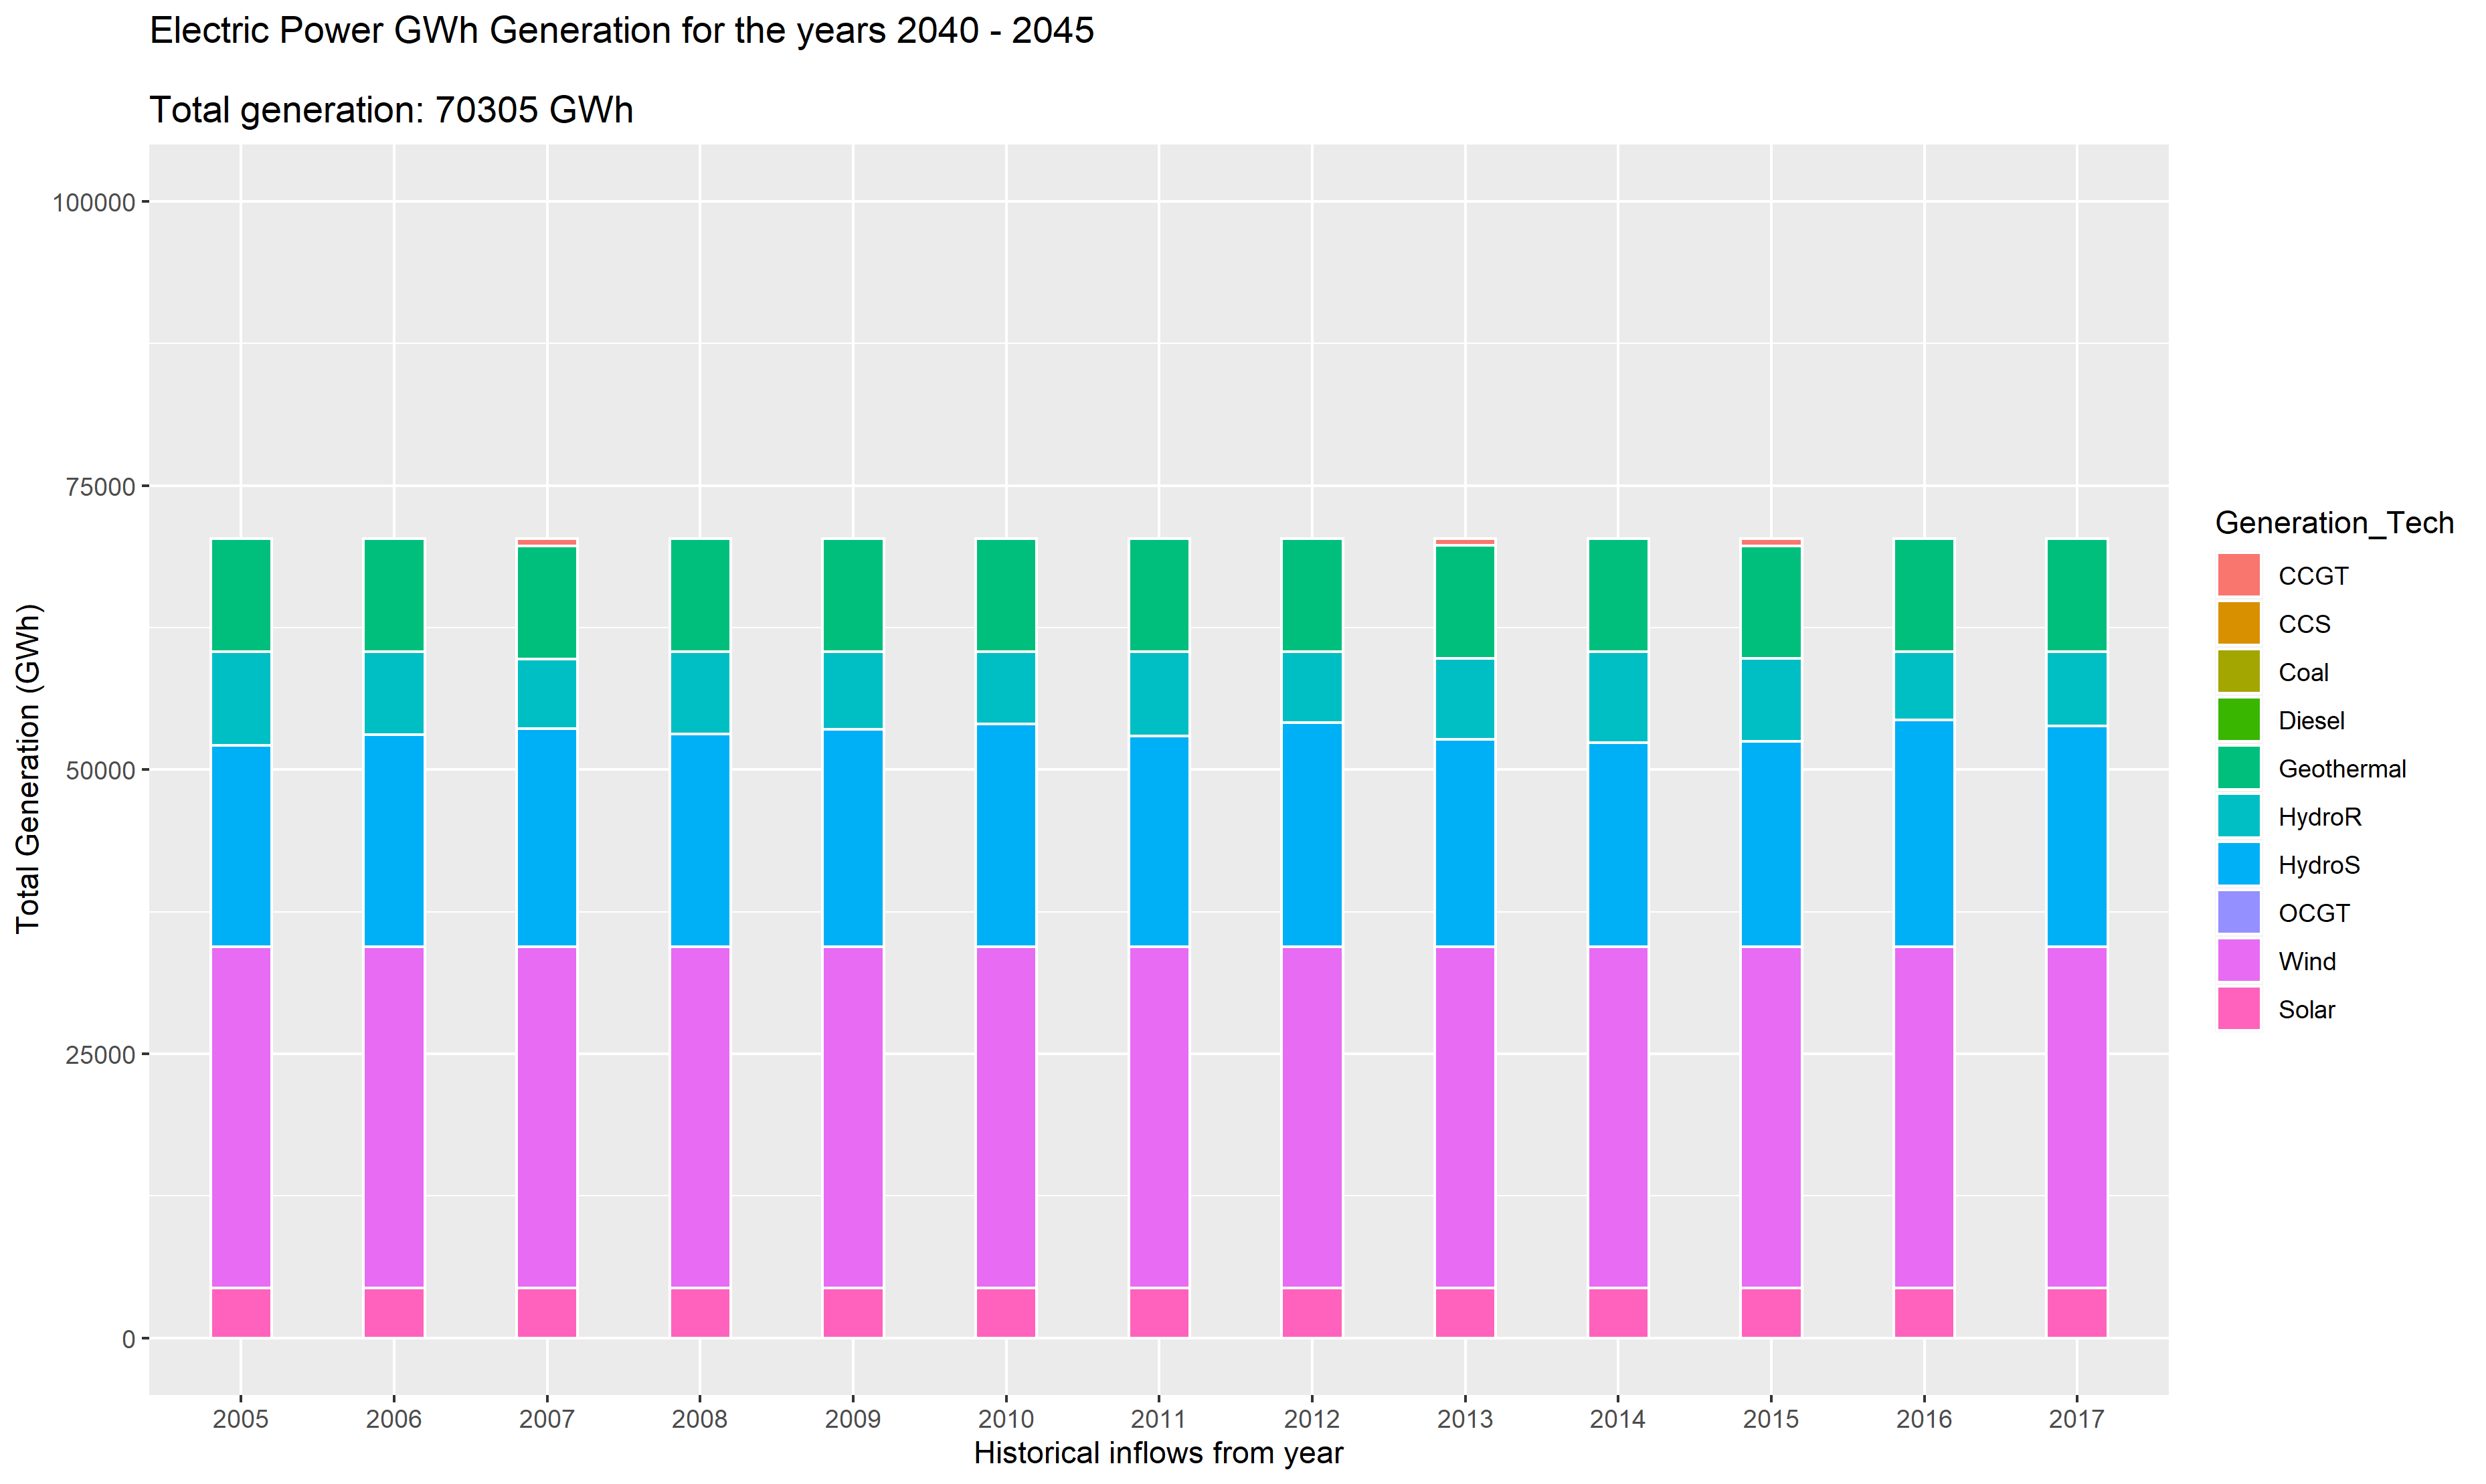 Electric Power GWh Generation for the years 2040 - 2045
Total generation: 70305 GWh
Total Generation (GWh)
100000
75000
50000
25000
0
2005 2006 2007 2008 2009 2010 2011 2012 2013 2014 2015 2016 2017
Historical inflows from year
Generation_Tech
CCGT
CCS
Coal
Diesel
Geothermal
HydroR
HydroS
OCGT
Wind
Solar